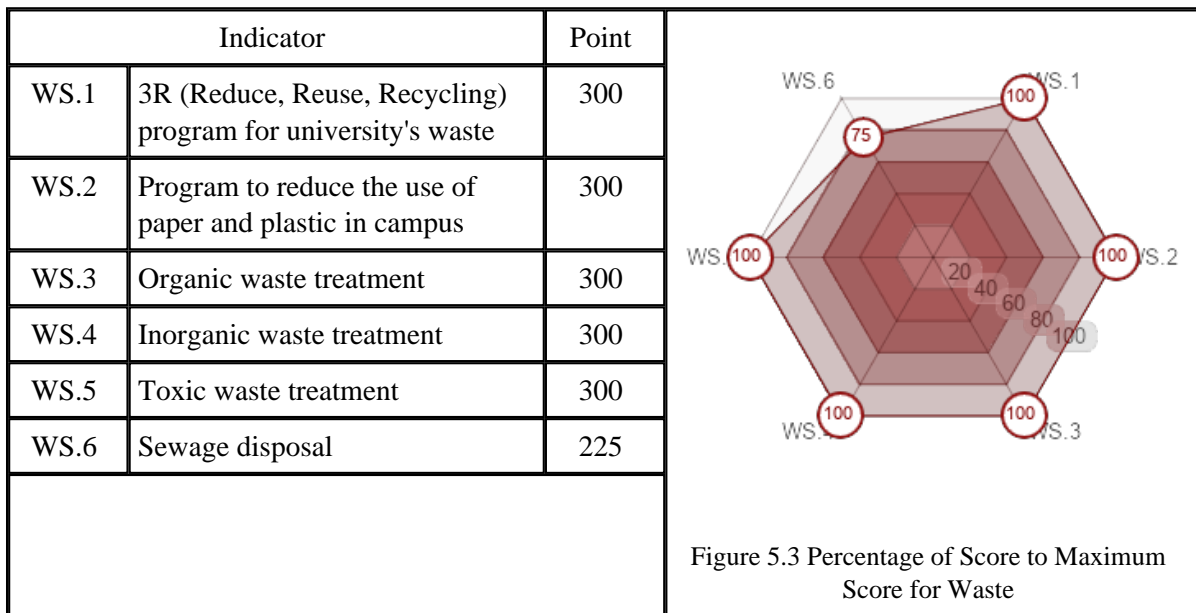 Indicator Point
WS.1 3R (Reduce, Reuse, Recycling) 300
program for university's waste
WS.2 Program to reduce the use of 300
paper and plastic in campus
WS.3 Organic waste treatment 300
WS.4 Inorganic waste treatment 300
WS.5 Toxic waste treatment 300
WS.6 Sewage disposal 225
WS.6
100
75
100
100
20
40
60
80
100
100
100
Figure 5.3 Percentage of Score to Maximum
Score for Waste